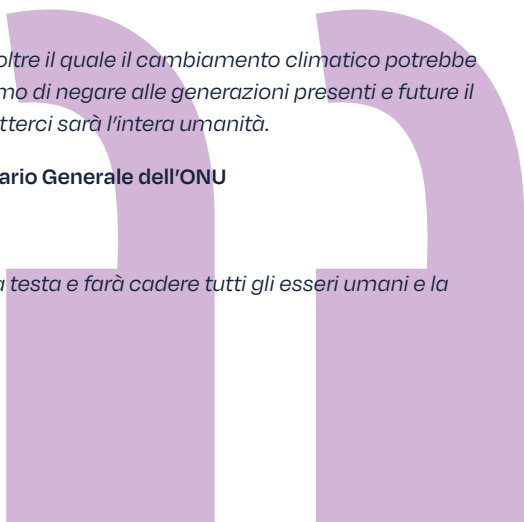 oltre il quale il cambiamento climatico potrebbe
mo di negare alle generazioni presenti e future il
tterci sarà l’intera umanità.
ario Generale dell’ONU
a testa e farà cadere tutti gli esseri umani e la